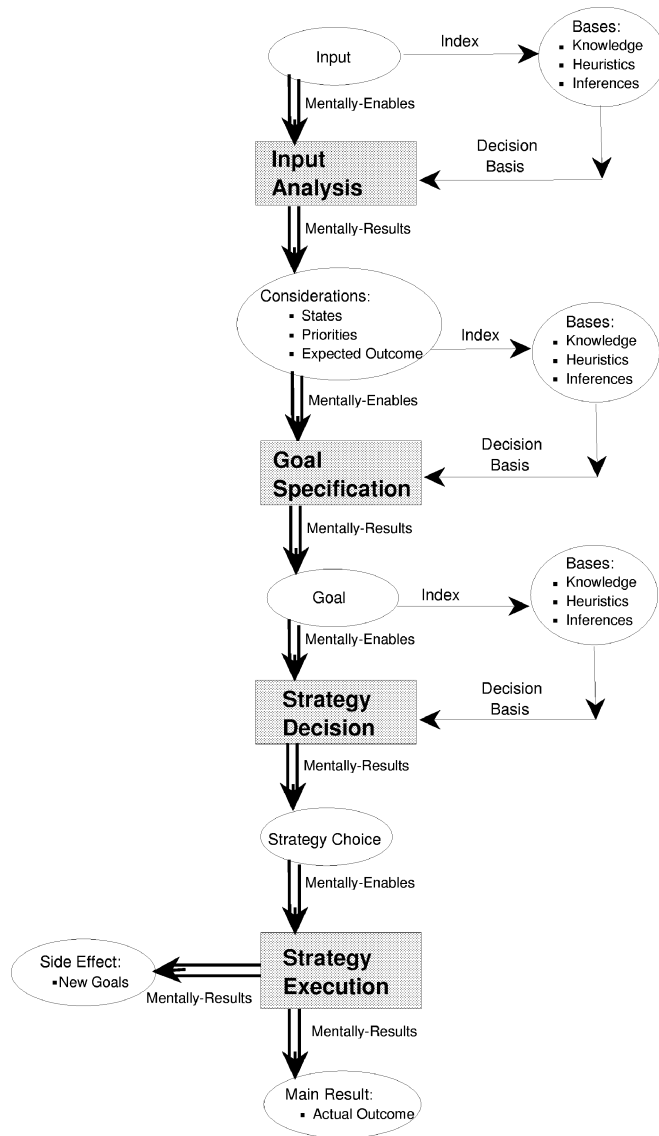 Input
Index
Bases:
▪ Knowledge
▪ Heuristics
▪ Inferences
Mentally-Enables
Input
Analysis
Decision
Basis
Mentally-Results
Considerations:
▪ States
▪ Priorities
▪ Expected Outcome
Index
Bases:
▪ Knowledge
▪ Heuristics
▪ Inferences
Mentally-Enables
Goal
Specification
Decision
Basis
Mentally-Results
Goal
Index
Bases:
▪ Knowledge
▪ Heuristics
▪ Inferences
Mentally-Enables
Strategy
Decision
Decision
Basis
Mentally-Results
Strategy Choice
Mentally-Enables
Strategy
Execution
Side Effect:
▪New Goals
Mentally-Results
Mentally-Results
Main Result:
▪ Actual Outcome